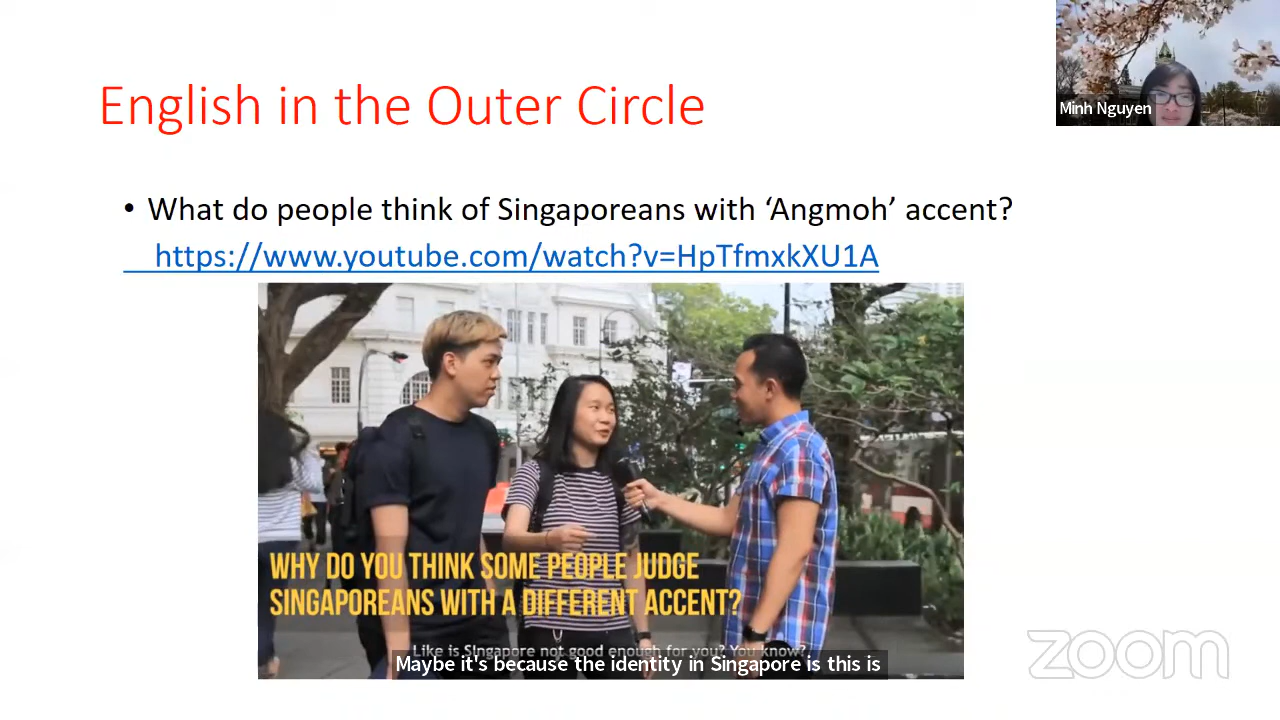 English in the Outer Circle
Minh Nguyen
• What do people think of Singaporeans with ‘Angmoh’ accent?
https://www.youtube.com/watch?v=HpTfmxkXU1A
WHY DO YOU THINK SOME PEOPLE JUDGE
SINGAPOREANS WITH A DIFFERENT ACCENT?
Like is Singapore not good enough for you? You know?
Maybe it's because the identity in Singapore is this is
zoom